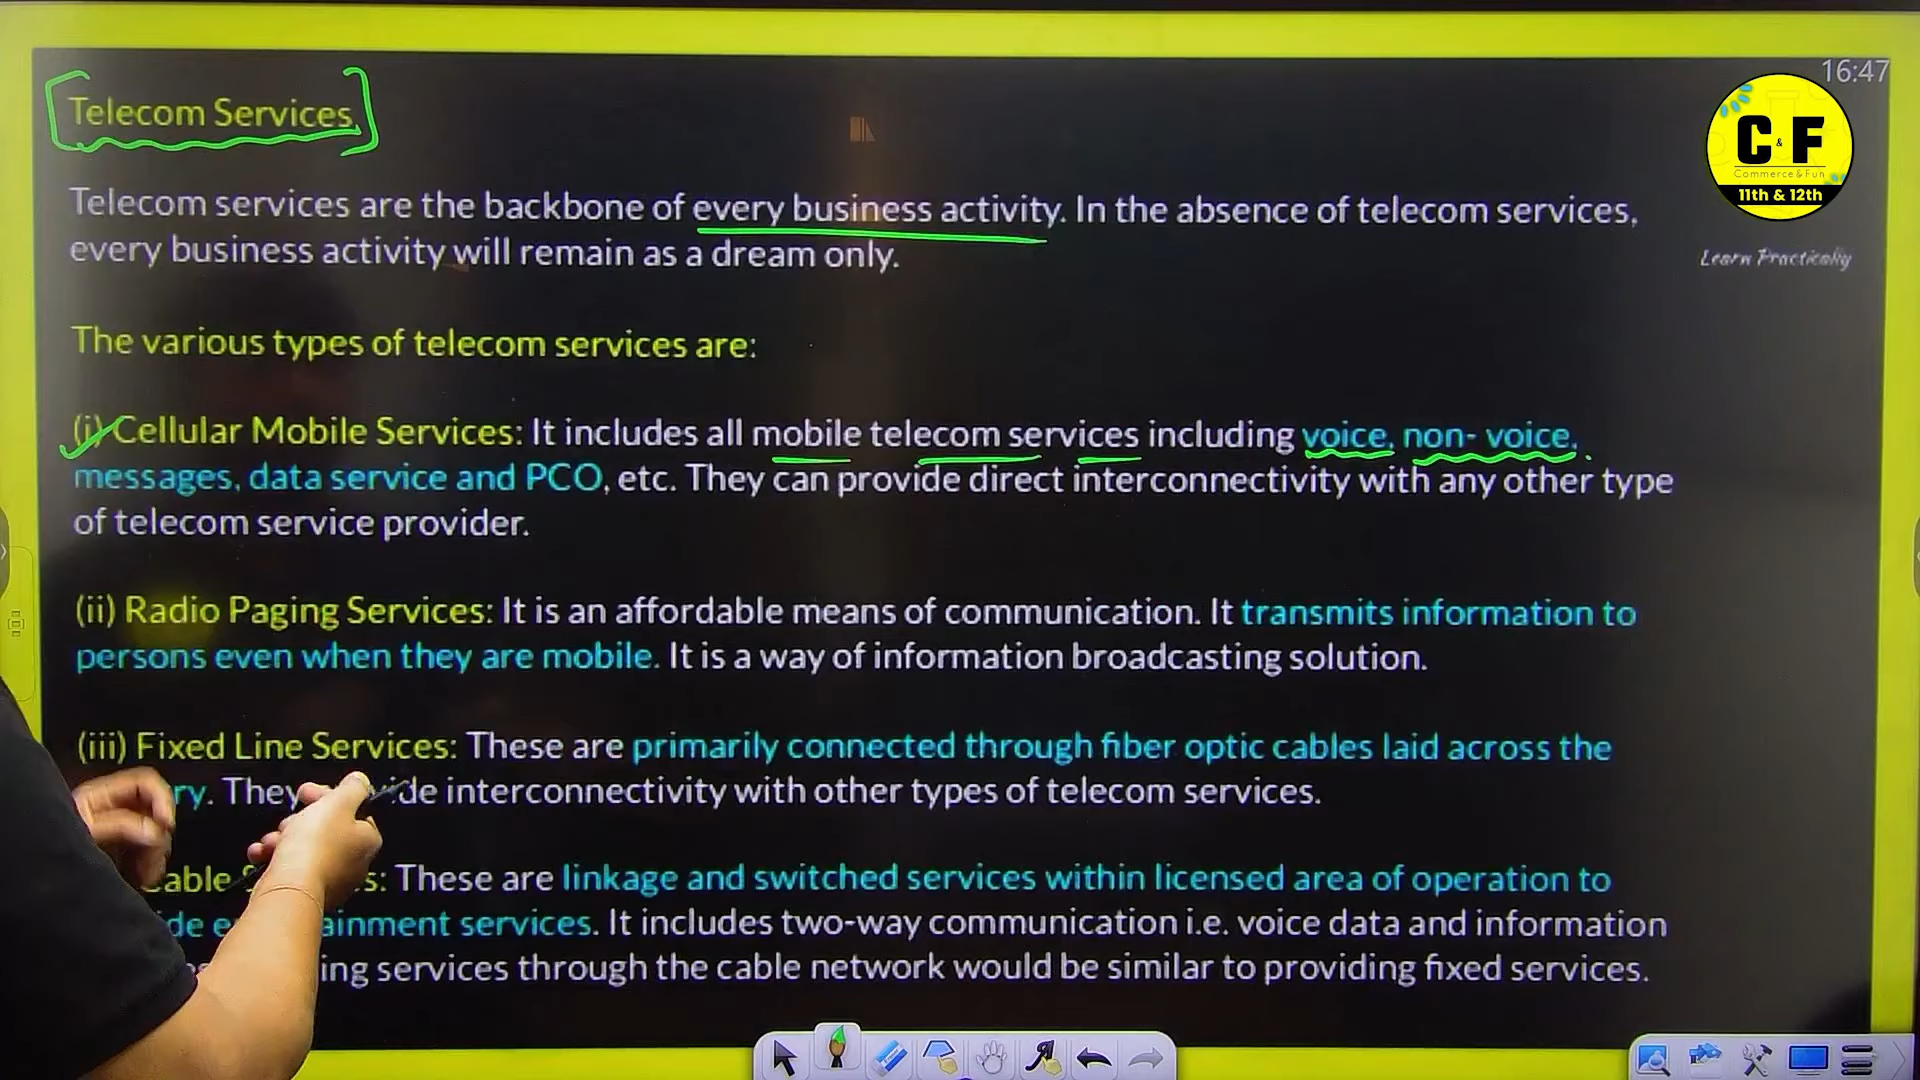 16:47
Telecom Services
C & F
Commerce & Fun
11th & 12th
Learn Practically
Telecom services are the backbone of every business activity. In the absence of telecom services,
every business activity will remain as a dream only.
The various types of telecom services are:
(i) Cellular Mobile Services: It includes all mobile telecom services including voice, non- voice,
messages, data service and PCO, etc. They can provide direct interconnectivity with any other type
of telecom service provider.
(ii) Radio Paging Services: It is an affordable means of communication. It transmits information to
persons even when they are mobile. It is a way of information broadcasting solution.
(iii) Fixed Line Services: These are primarily connected through fiber optic cables laid across the
They interconnectivity with other types of telecom services.
Cable These are linkage and switched services within licensed area of operation to
services. It includes two-way communication i.e. voice data and information
services through the cable network would be similar to providing fixed services.